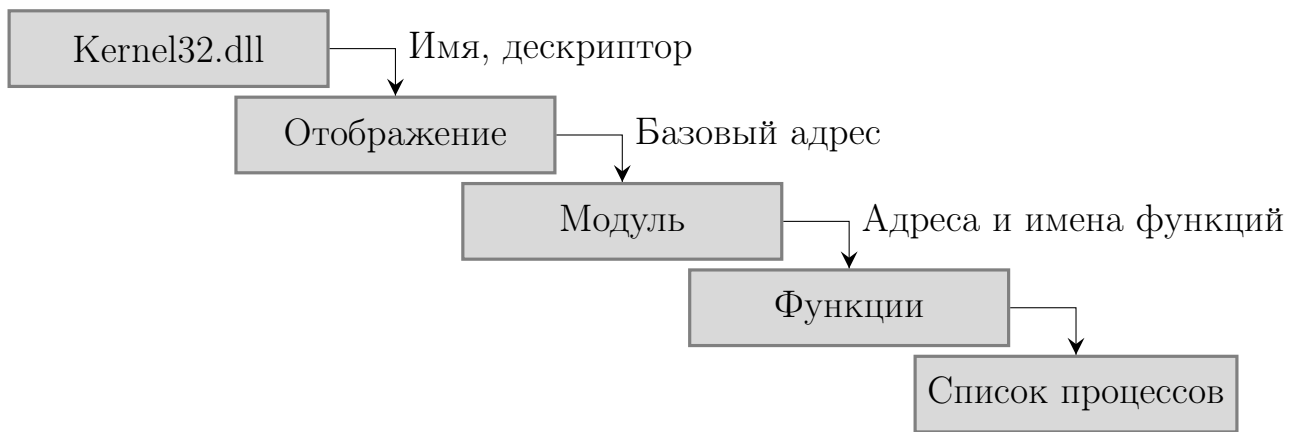 Kernel32.dll
Имя, дескриптор
Отображение
Базовый адрес
Модуль
Адреса и имена функций
Функции
Список процессов